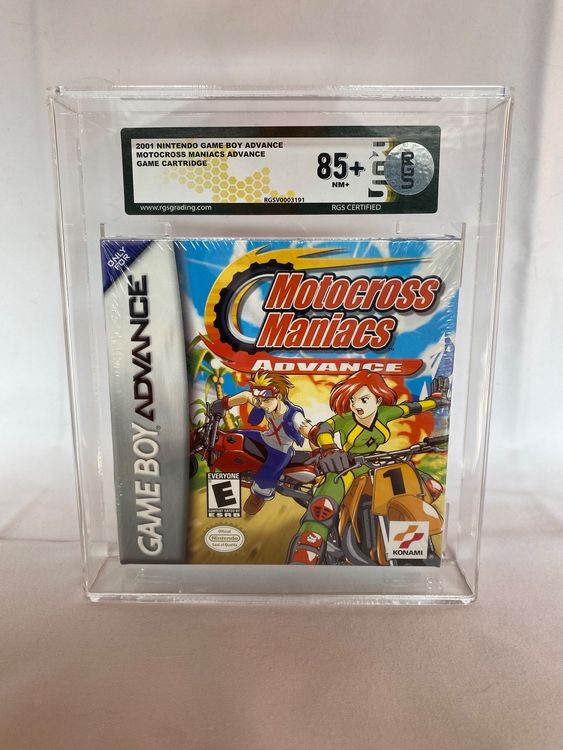 2001 NINTENDO GAME BOY ADVANCE
MOTOCROSS MANIACS ADVANCE
GAME CARTRIDGE
85+
NM+
RGS
www.rgsgrading.com
RGSV0003191
RGS CERTIFIED
ONLY FOR
GAME BOY ADVANCE
Motocross
Maniacs
ADVANCE
1
EVERYONE
E
CONTENT RATED BY
ESRB
Official
Nintendo
Seal of Quality
KONAMI